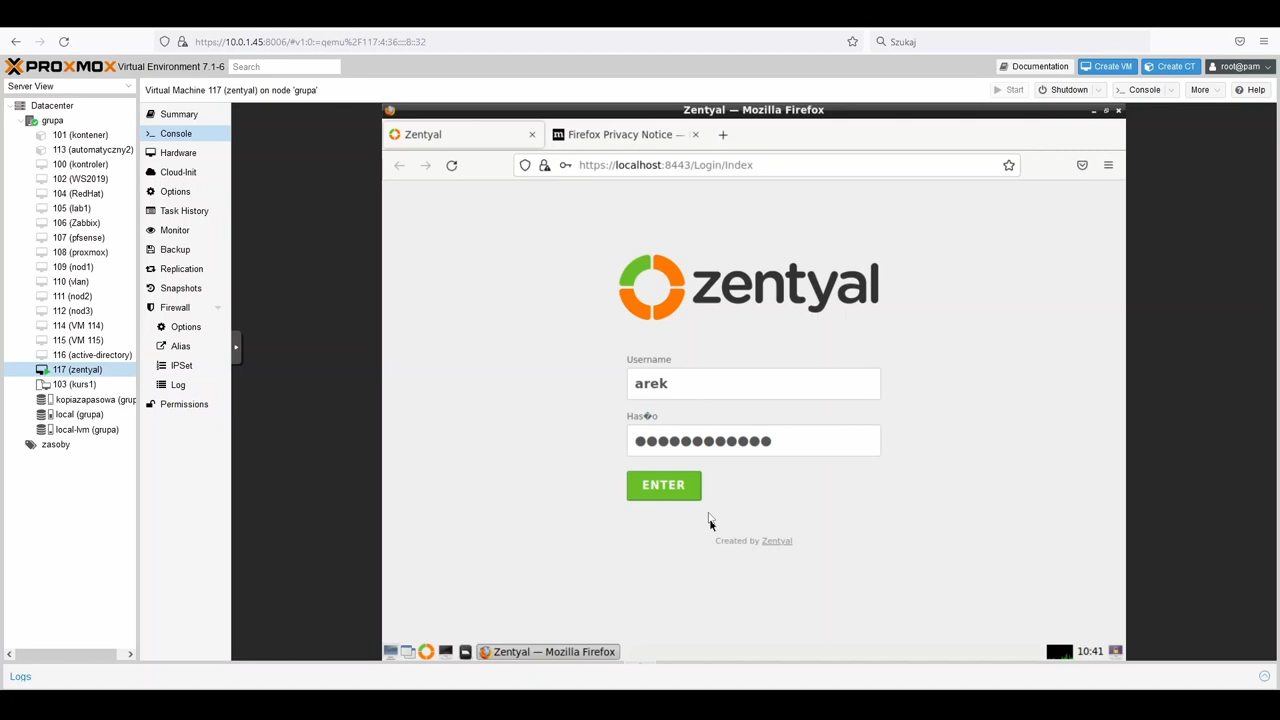 https://10.0.1.45:8006/#v1:0:=qemu%2F117:4:36:::8::32
Szukaj
PROXMOX Virtual Environment 7.1-6 Search
Documentation Create VM Create CT root@pam
Server View
Virtual Machine 117 (zentyal) on node 'grupa'
Start Shutdown Console More Help
Datacenter
grupa
101 (kontener)
113 (automatyczny2)
100 (kontroler)
102 (WS2019)
104 (RedHat)
105 (lab1)
106 (Zabbix)
107 (pfsense)
108 (proxmox)
109 (nod1)
110 (vlan)
111 (nod2)
112 (nod3)
114 (VM 114)
115 (VM 115)
116 (active-directory)
117 (zentyal)
103 (kurs1)
kopiazapasowa (grup
local (grupa)
local-lvm (grupa)
zasoby
Summary
Console
Hardware
Cloud-Init
Options
Task History
Monitor
Backup
Replication
Snapshots
Firewall
Options
Alias
IPSet
Log
Permissions
Zentyal — Mozilla Firefox
Zentyal
Firefox Privacy Notice —
https://localhost:8443/Login/Index
zentyal
Username
arek
Has�o
●●●●●●●●●●●●
ENTER
Created by Zentyal
Zentyal — Mozilla Firefox
10:41
Logs